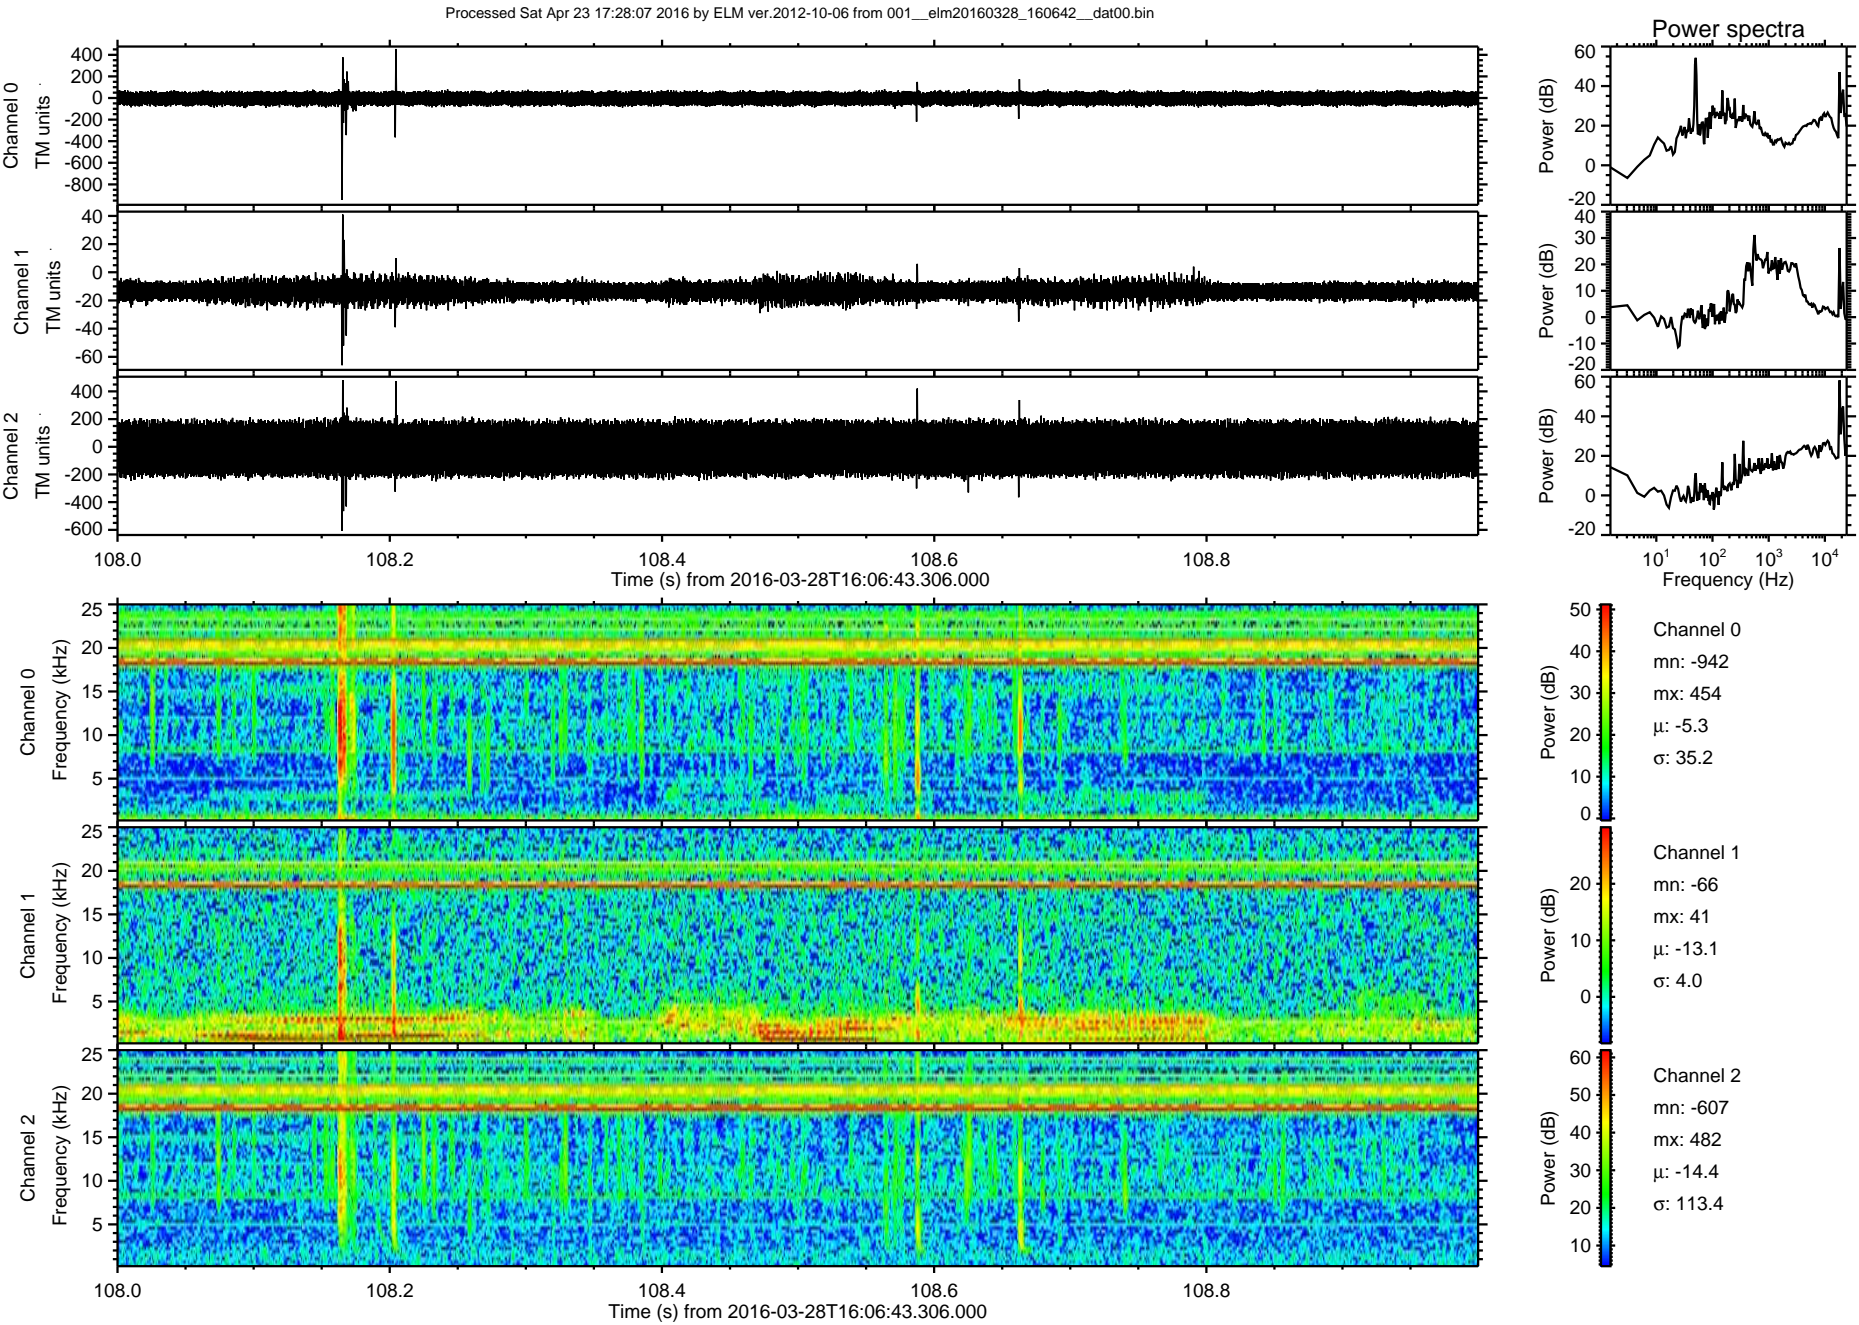 Processed Sat Apr 23 17:28:07 2016 by ELM ver.2012-10-06 from 001__elm20160328_160642__dat00.bin
Power spectra
Channel 0
TM units
400
200
0
-200
-400
-600
-800
Power (dB)
60
40
20
0
-20
Channel 1
TM units
40
20
0
-20
-40
-60
Power (dB)
40
30
20
10
0
-10
-20
Channel 2
TM units
400
200
0
-200
-400
-600
Power (dB)
60
40
20
0
-20
108.0 108.2 108.4 108.6 108.8
Time (s) from 2016-03-28T16:06:43.306.000
10^1 10^2 10^3 10^4
Frequency (Hz)
Channel 0
Frequency (kHz)
25
20
15
10
5
Power (dB)
50
40
30
20
10
0
Channel 0
mn: -942
mx: 454
μ: -5.3
σ: 35.2
Channel 1
Frequency (kHz)
25
20
15
10
5
Power (dB)
20
10
0
Channel 1
mn: -66
mx: 41
μ: -13.1
σ: 4.0
Channel 2
Frequency (kHz)
25
20
15
10
5
Power (dB)
60
50
40
30
20
10
Channel 2
mn: -607
mx: 482
μ: -14.4
σ: 113.4
108.0 108.2 108.4 108.6 108.8
Time (s) from 2016-03-28T16:06:43.306.000